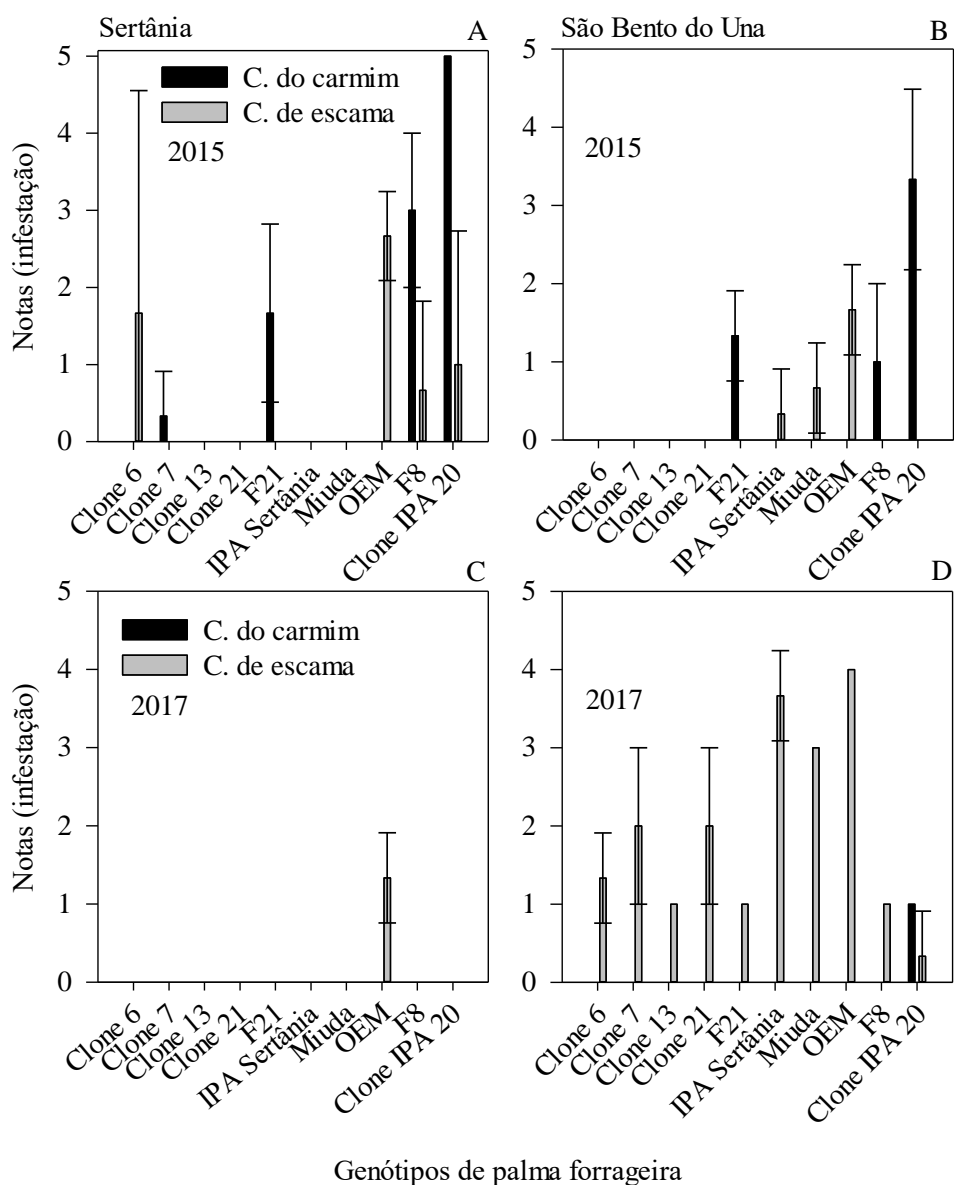 Sertânia
A
5
4
3
2
1
0
Notas (infestação)
C. do carmim
C. de escama
2015
Clone 6
Clone 7
Clone 13
Clone 21
F21
IPA Sertânia
Miuda
OEM
F8
Clone IPA 20
São Bento do Una
B
5
4
3
2
1
0
2015
Clone 6
Clone 7
Clone 13
Clone 21
F21
IPA Sertânia
Miuda
OEM
F8
Clone IPA 20
C
5
4
3
2
1
0
Notas (infestação)
C. do carmim
C. de escama
2017
Clone 6
Clone 7
Clone 13
Clone 21
F21
IPA Sertânia
Miuda
OEM
F8
Clone IPA 20
D
5
4
3
2
1
0
2017
Clone 6
Clone 7
Clone 13
Clone 21
F21
IPA Sertânia
Miuda
OEM
F8
Clone IPA 20
Genótipos de palma forrageira